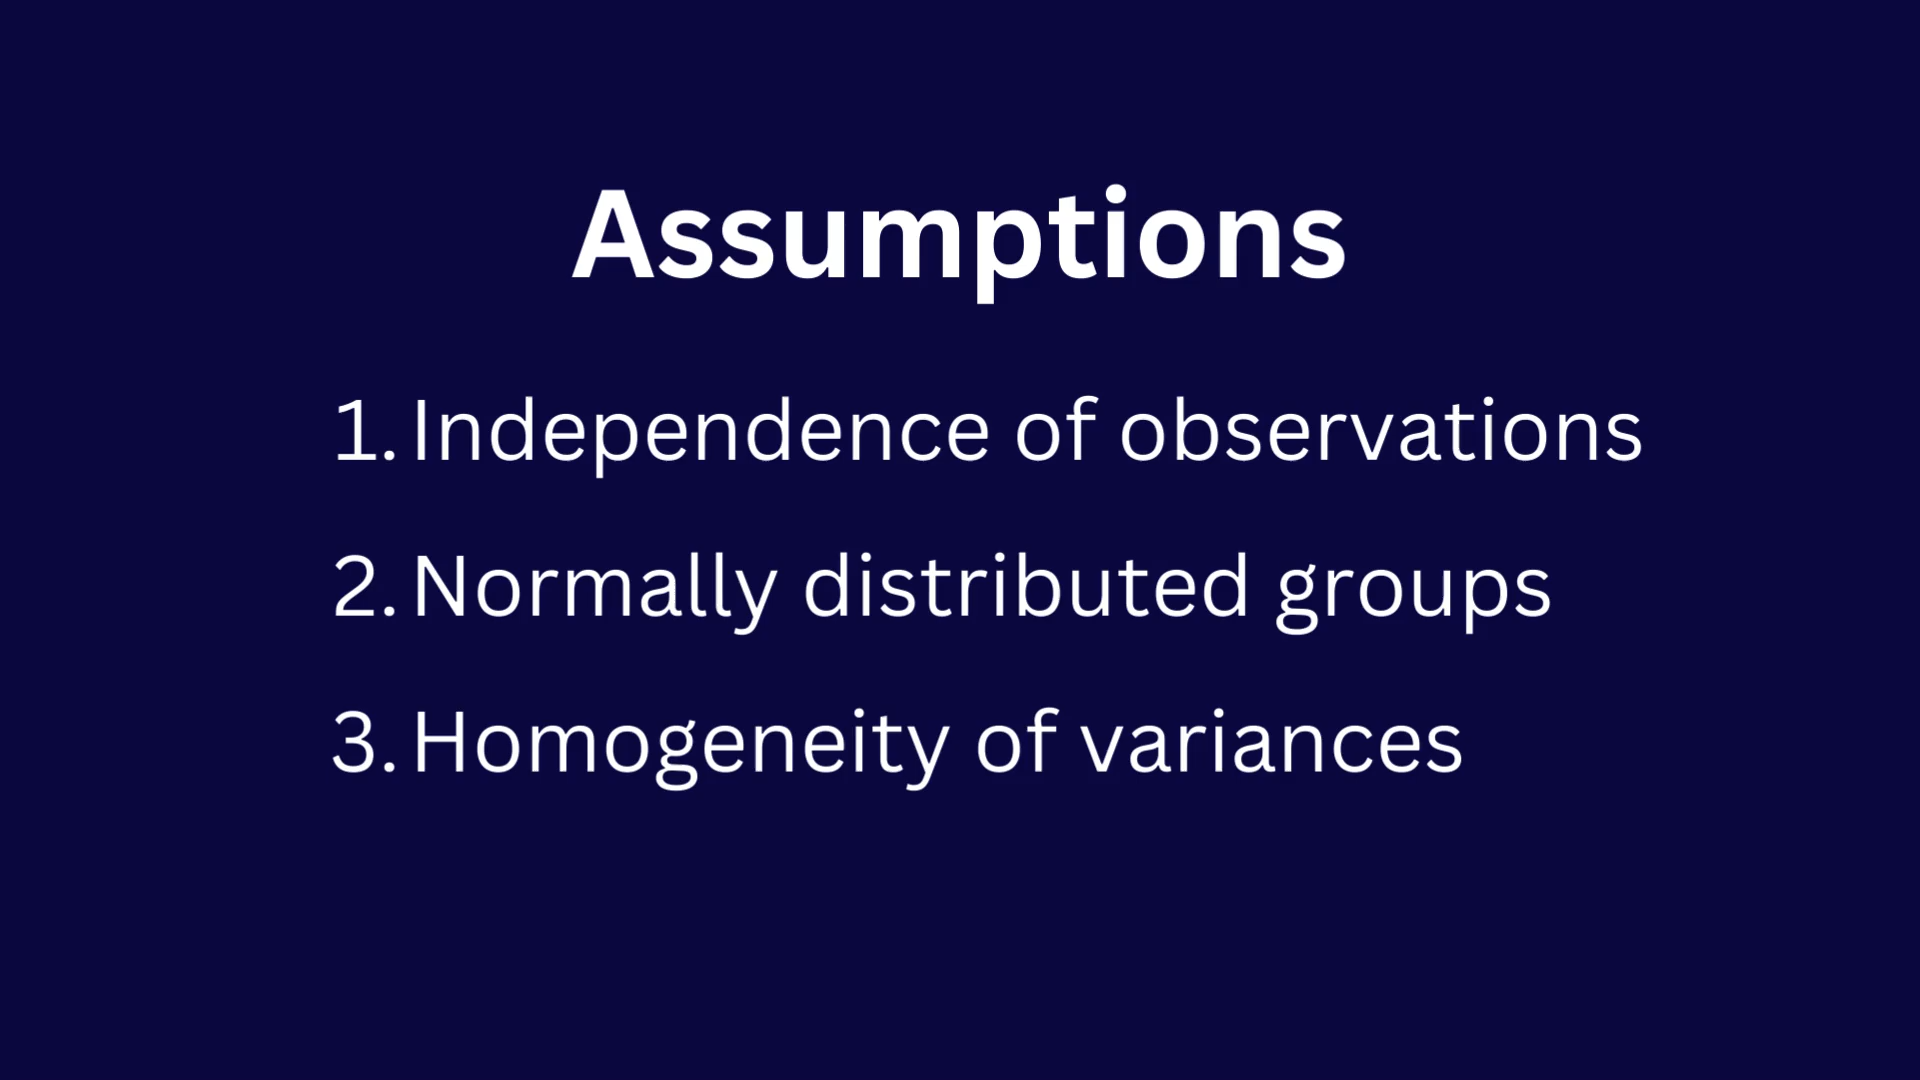 Assumptions
1. Independence of observations
2. Normally distributed groups
3. Homogeneity of variances